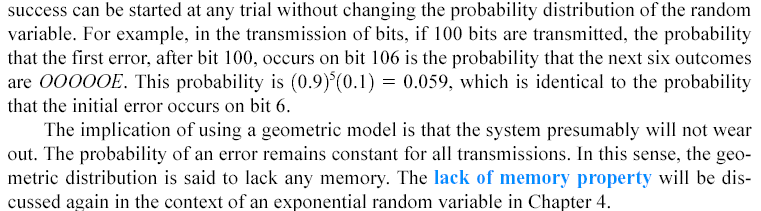 success can be started at any trial without changing the probability distribution of the random
variable. For example, in the transmission of bits, if 100 bits are transmitted, the probability
that the first error, after bit 100, occurs on bit 106 is the probability that the next six outcomes
are OOOOOE. This probability is (0.9)⁵(0.1) = 0.059, which is identical to the probability
that the initial error occurs on bit 6.
The implication of using a geometric model is that the system presumably will not wear
out. The probability of an error remains constant for all transmissions. In this sense, the geo-
metric distribution is said to lack any memory. The lack of memory property will be dis-
cussed again in the context of an exponential random variable in Chapter 4.